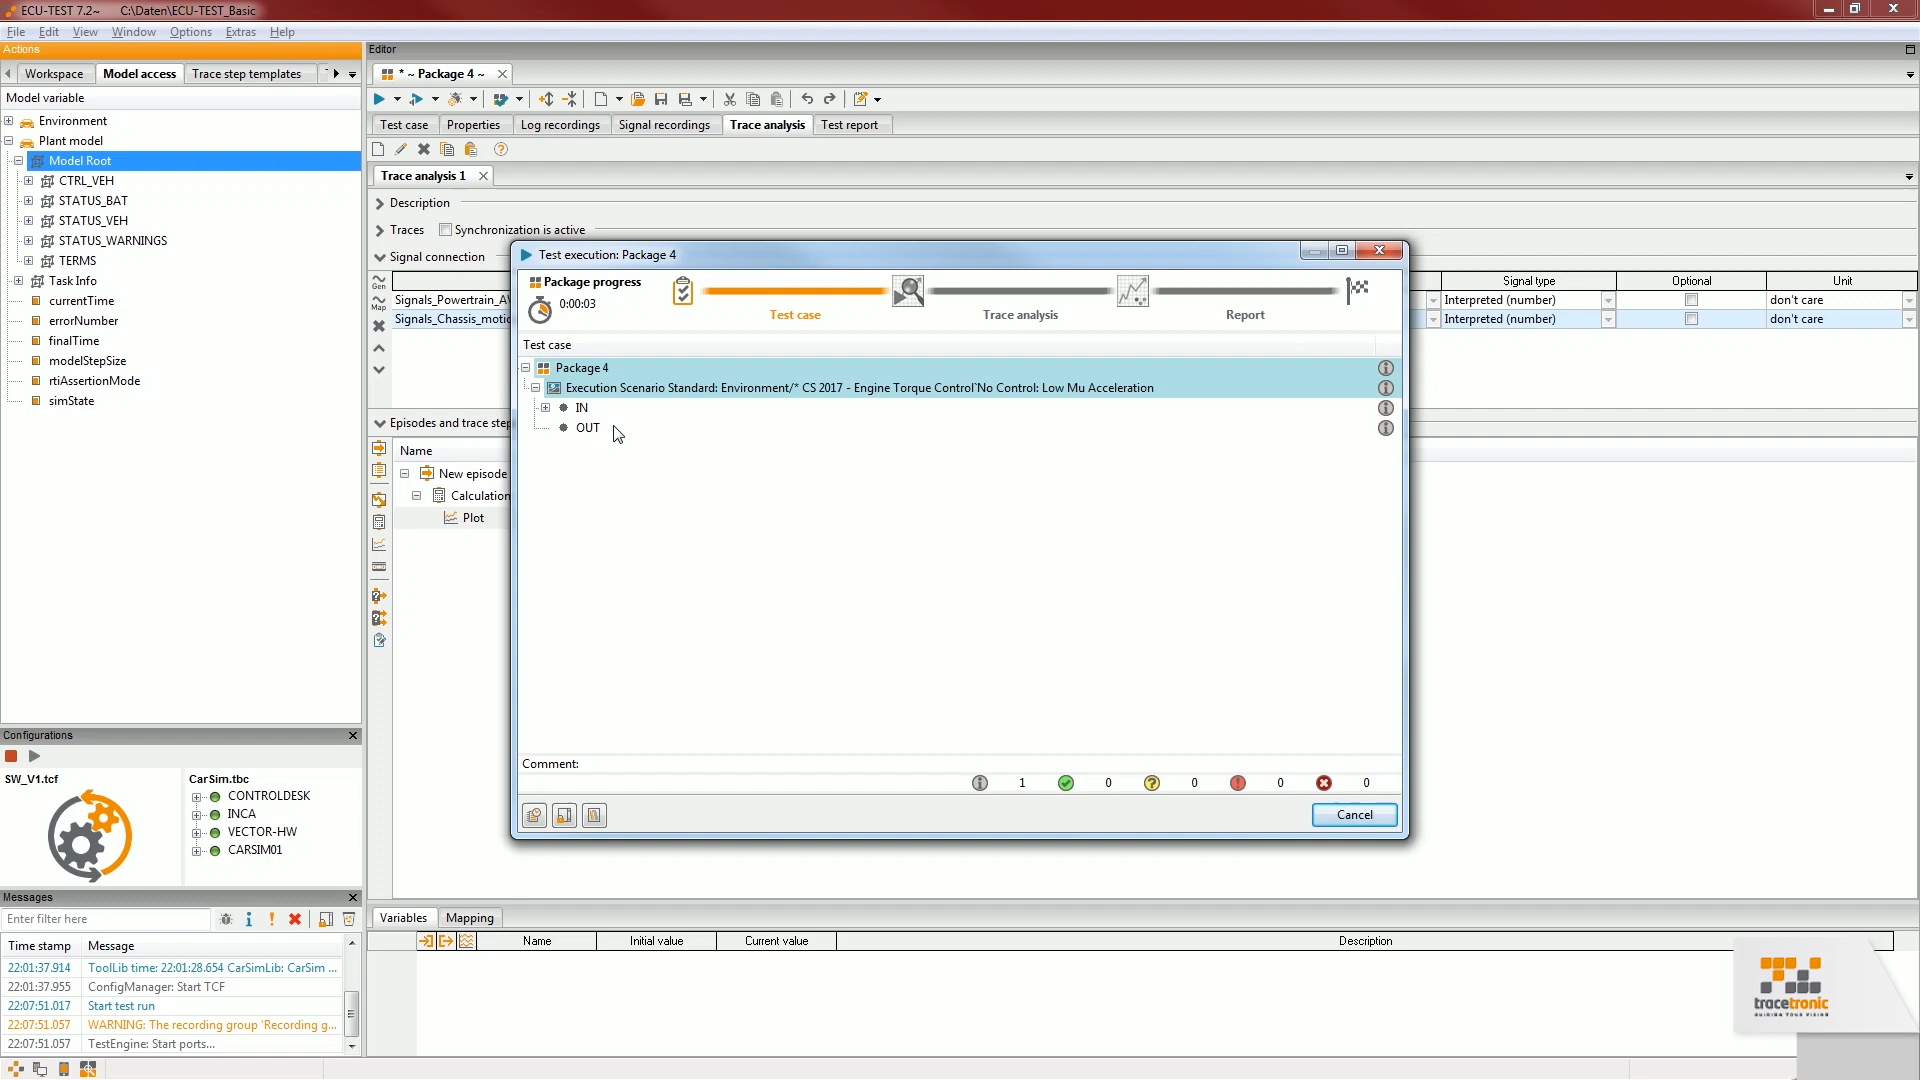 ECU-TEST 7.2~ C:\Daten\ECU-TEST_Basic
File Edit View Window Options Extras Help
Actions
Workspace Model access Trace step templates
Model variable
Environment
Plant model
Model Root
CTRL_VEH
STATUS_BAT
STATUS_VEH
STATUS_WARNINGS
TERMS
Task Info
currentTime
errorNumber
finalTime
modelStepSize
rtiAssertionMode
simState
Configurations
SW_V1.tcf
CarSim.tbc
CONTROLDESK
INCA
VECTOR-HW
CARSIM01
Messages
Enter filter here
Time stamp Message
22:01:37.914 ToolLib time: 22:01:28.654 CarSimLib: CarSim ...
22:01:37.955 ConfigManager: Start TCF
22:07:51.017 Start test run
22:07:51.057 WARNING: The recording group 'Recording g...
22:07:51.057 TestEngine: Start ports...
Editor
* ~ Package 4 ~
Test case Properties Log recordings Signal recordings Trace analysis Test report
Trace analysis 1
Description
Traces Synchronization is active
Signal connection
Gen
Map
Signal type Optional Unit
Signals_Powertrain_A Interpreted (number) don't care
Signals_Chassis_motic Interpreted (number) don't care
Episodes and trace step
Name
New episode
Calculation
Plot
Test execution: Package 4
Package progress
0:00:03
Test case Trace analysis Report
Test case
Package 4
Execution Scenario Standard: Environment/* CS 2017 - Engine Torque Control`No Control: Low Mu Acceleration
IN
OUT
Comment:
1 0 0 0 0
Cancel
Variables Mapping
Name Initial value Current value Description
tracetronic
GUIDING YOUR VISION